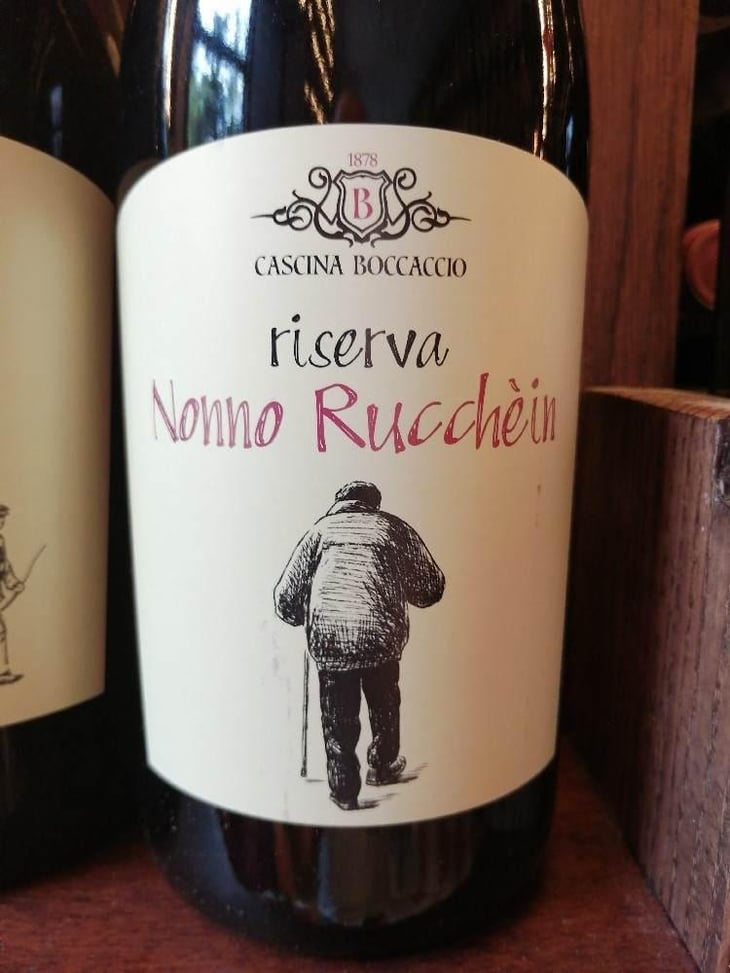 1878
B
CASCINA BOCCACCIO
riserva
Nonno Rucchèin